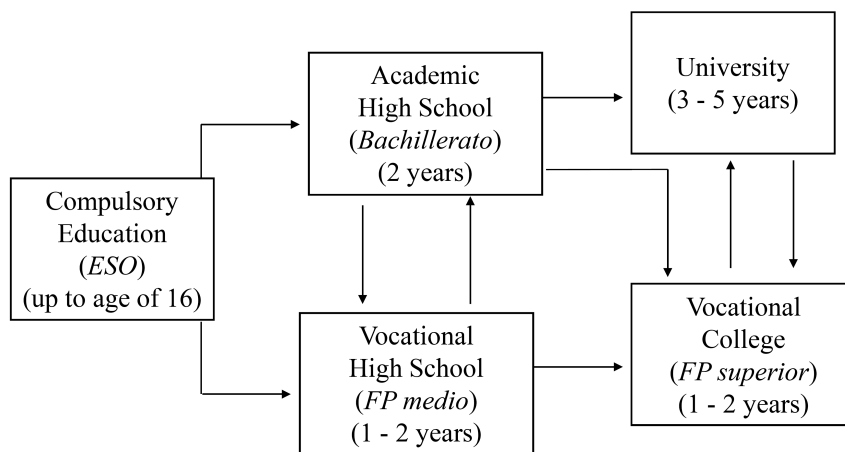 Compulsory
Education
(ESO)
(up to age of 16)
Academic
High School
(Bachillerato)
(2 years)
Vocational
High School
(FP medio)
(1 - 2 years)
University
(3 - 5 years)
Vocational
College
(FP superior)
(1 - 2 years)